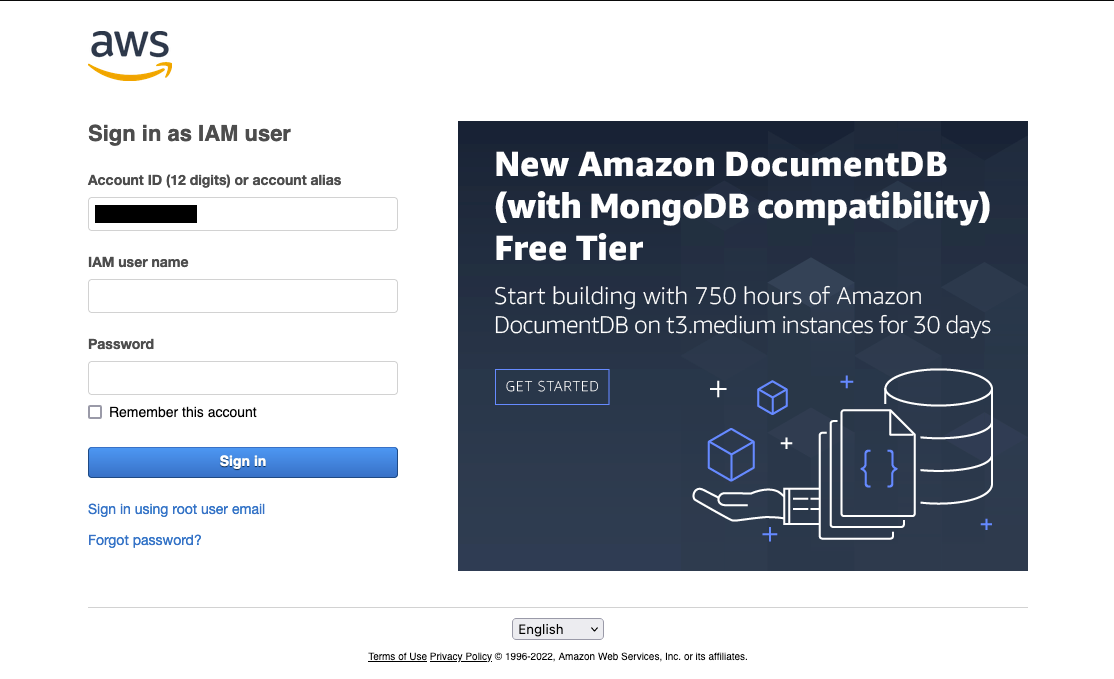 aws
Sign in as IAM user
Account ID (12 digits) or account alias
IAM user name
Password
Remember this account
Sign in
Sign in using root user email
Forgot password?
New Amazon DocumentDB
(with MongoDB compatibility)
Free Tier
Start building with 750 hours of Amazon
DocumentDB on t3.medium instances for 30 days
GET STARTED
{ }
English
Terms of Use Privacy Policy © 1996-2022, Amazon Web Services, Inc. or its affiliates.